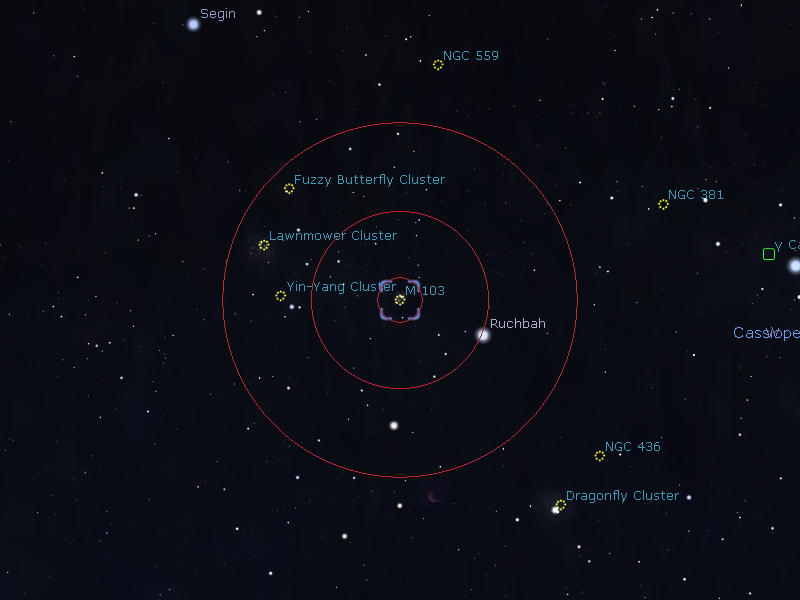 Segin
NGC 559
Fuzzy Butterfly Cluster
NGC 381
Lawnmower Cluster
Yin-Yang Cluster
M 103
Ruchbah
NGC 436
Dragonfly Cluster